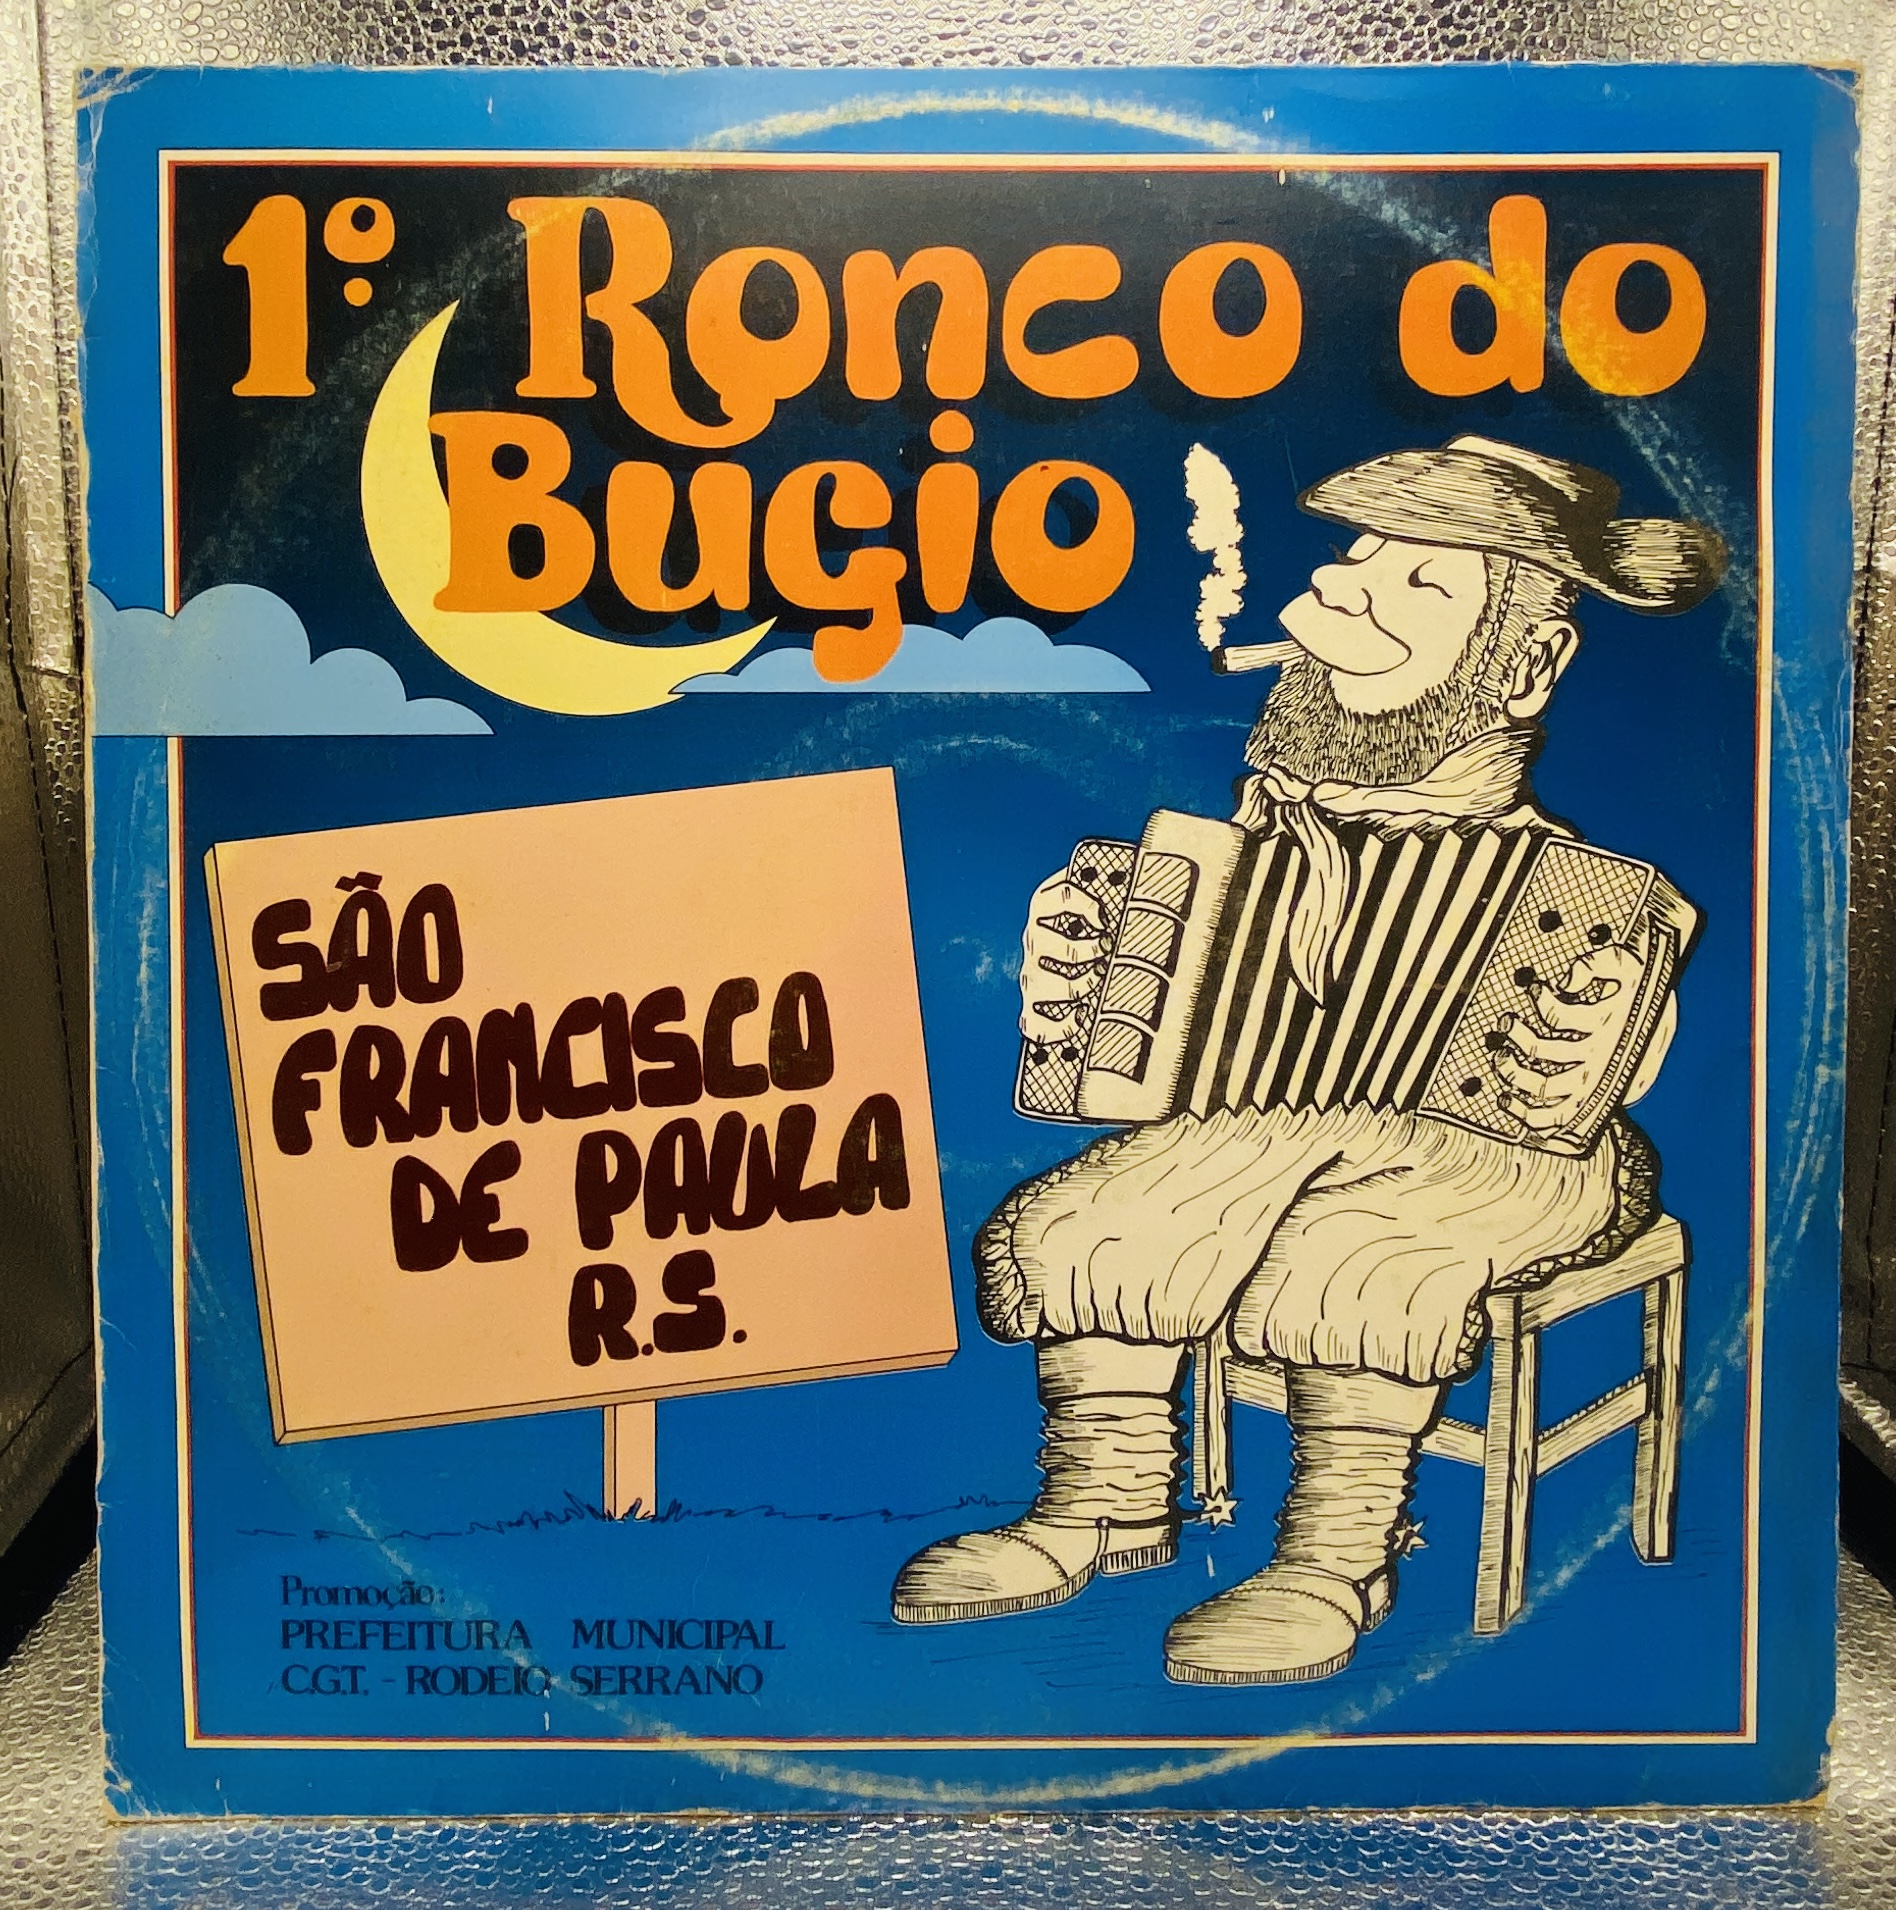 1º Ronco do
Bugio
SÃO
FRANCISCO
DE PAULA
R.S.
Promoção:
PREFEITURA MUNICIPAL
C.G.T. - RODEIO SERRANO